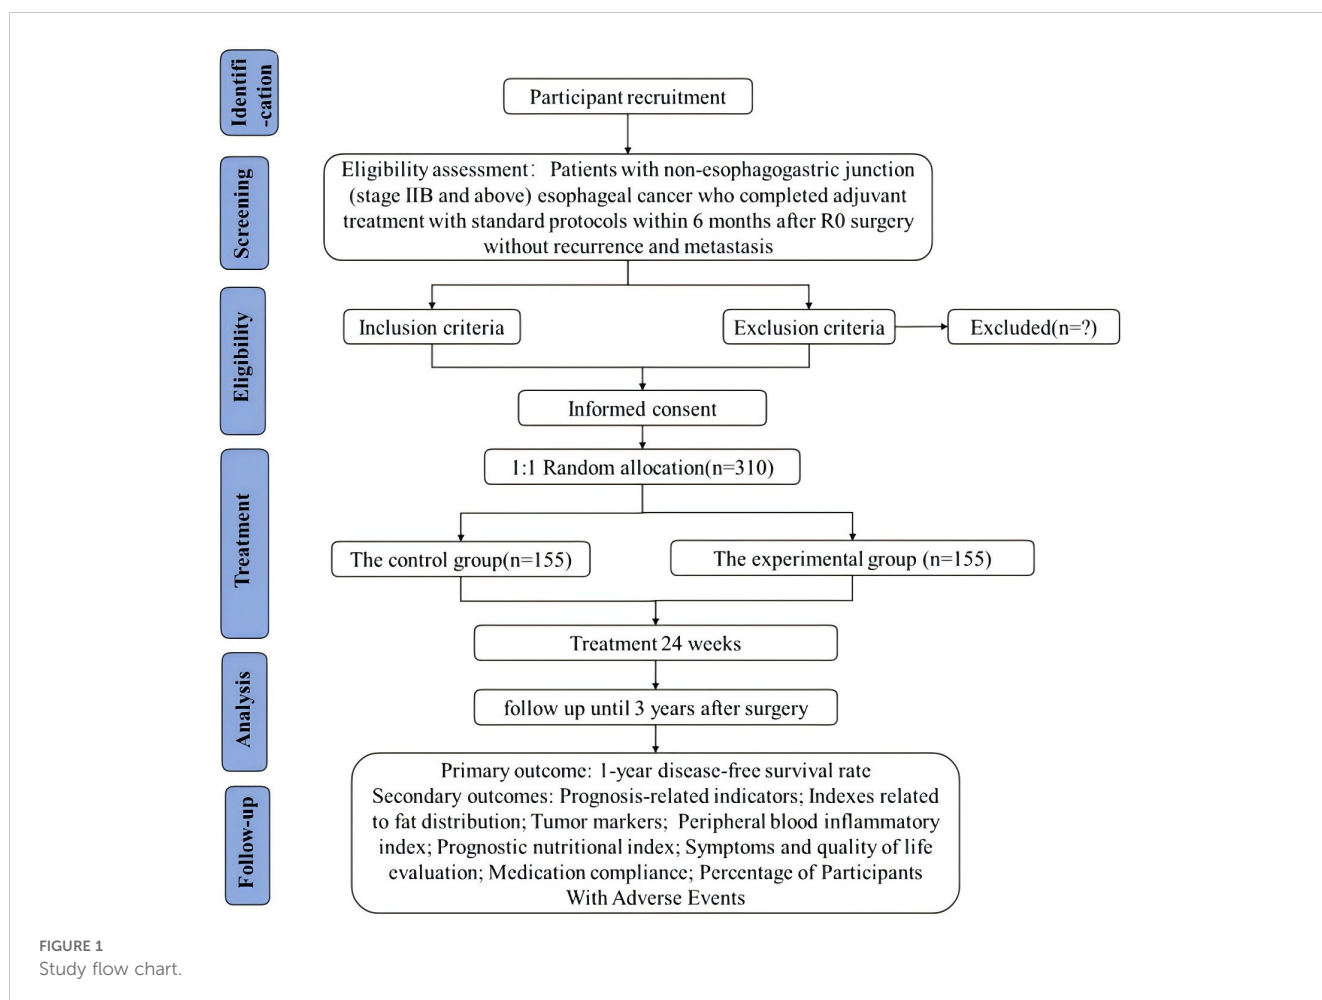 Identifi
-cation
Participant recruitment
Screening
Eligibility assessment: Patients with non-esophagogastric junction
(stage IIB and above) esophageal cancer who completed adjuvant
treatment with standard protocols within 6 months after R0 surgery
without recurrence and metastasis
Eligibility
Inclusion criteria
Exclusion criteria
Excluded(n=?)
Informed consent
Treatment
1:1 Random allocation(n=310)
The control group(n=155)
The experimental group (n=155)
Treatment 24 weeks
Analysis
follow up until 3 years after surgery
Follow-up
Primary outcome: 1-year disease-free survival rate
Secondary outcomes: Prognosis-related indicators; Indexes related
to fat distribution; Tumor markers; Peripheral blood inflammatory
index; Prognostic nutritional index; Symptoms and quality of life
evaluation; Medication compliance; Percentage of Participants
With Adverse Events
FIGURE 1
Study flow chart.